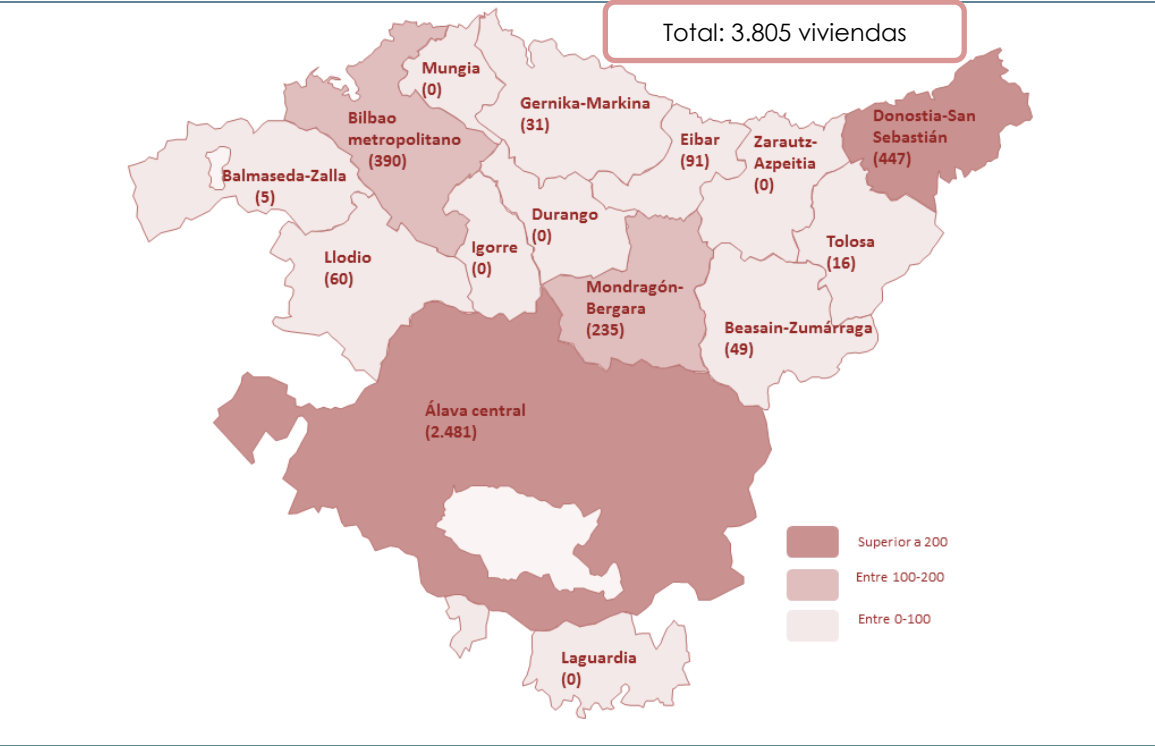 Total: 3.805 viviendas
Mungia
(0)
Gernika-Markina
(31)
Bilbao
metropolitano
(390)
Eibar
(91)
Zarautz-
Azpeitia
(0)
Donostia-San
Sebastián
(447)
Balmaseda-Zalla
(5)
Durango
(0)
Igorre
(0)
Llodio
(60)
Tolosa
(16)
Mondragón-
Bergara
(235)
Beasain-Zumárraga
(49)
Álava central
(2.481)
Superior a 200
Entre 100-200
Entre 0-100
Laguardia
(0)